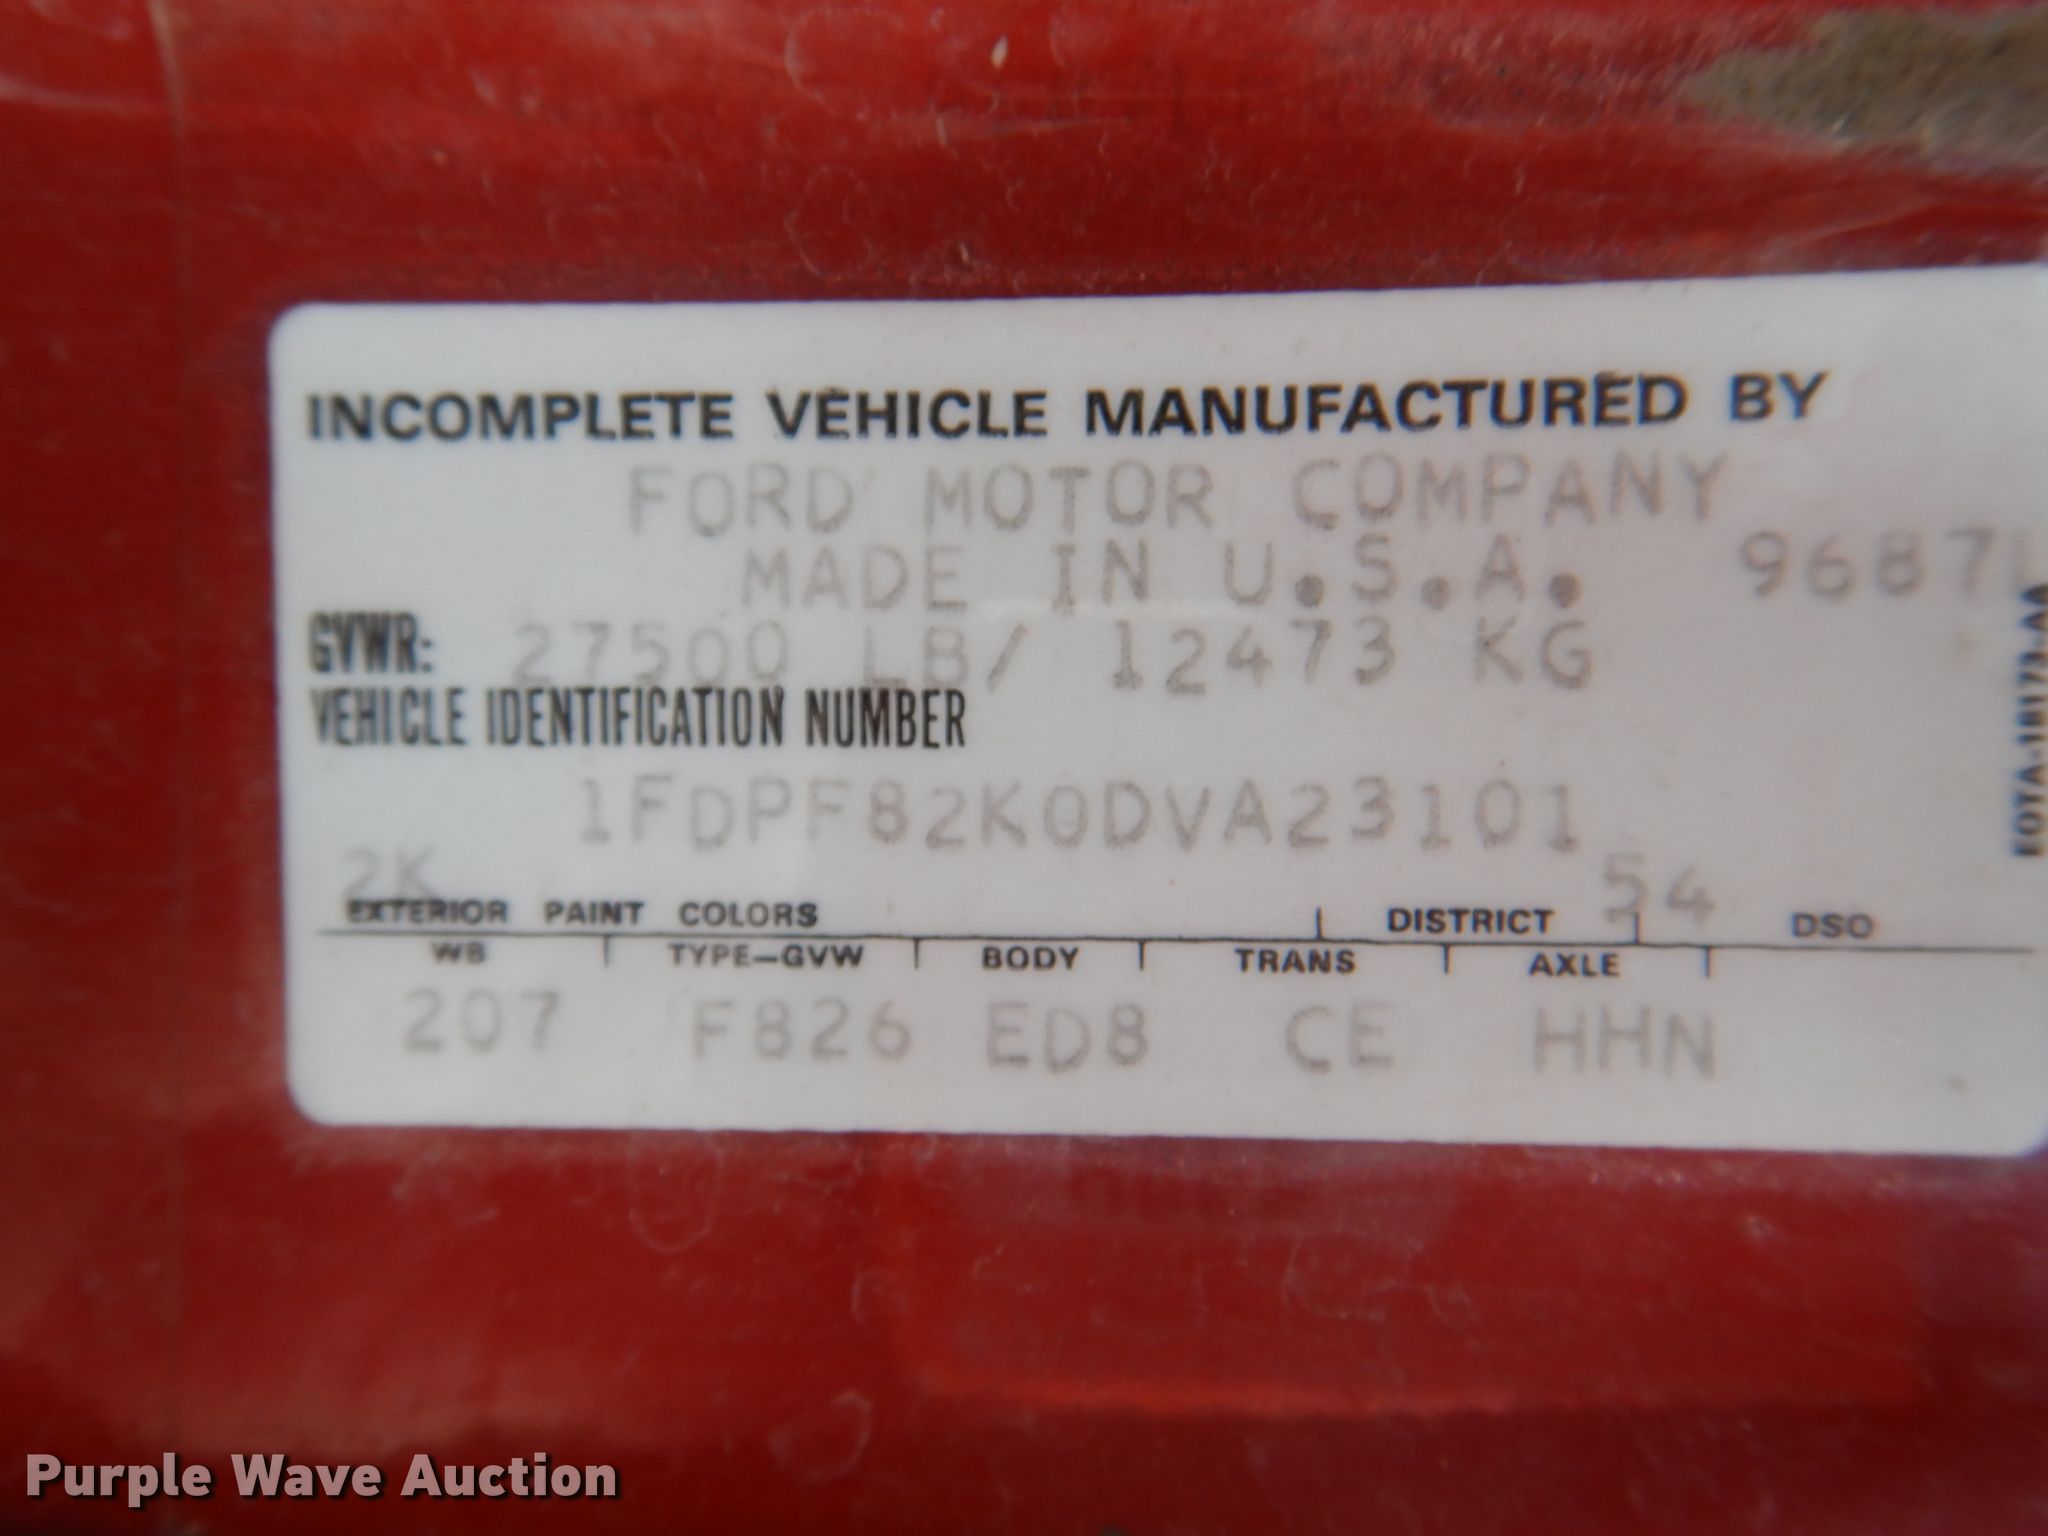 INCOMPLETE VEHICLE MANUFACTURED BY
FORD MOTOR COMPANY
MADE IN U.S.A. 9687
GVWR: 27500 LB/ 12473 KG
VEHICLE IDENTIFICATION NUMBER
1FDPF82K0DVA23101
2K 54
EXTERIOR PAINT COLORS DISTRICT DSO
WB TYPE-GVW BODY TRANS AXLE
207 F826 ED8 CE HHN
Purple Wave Auction